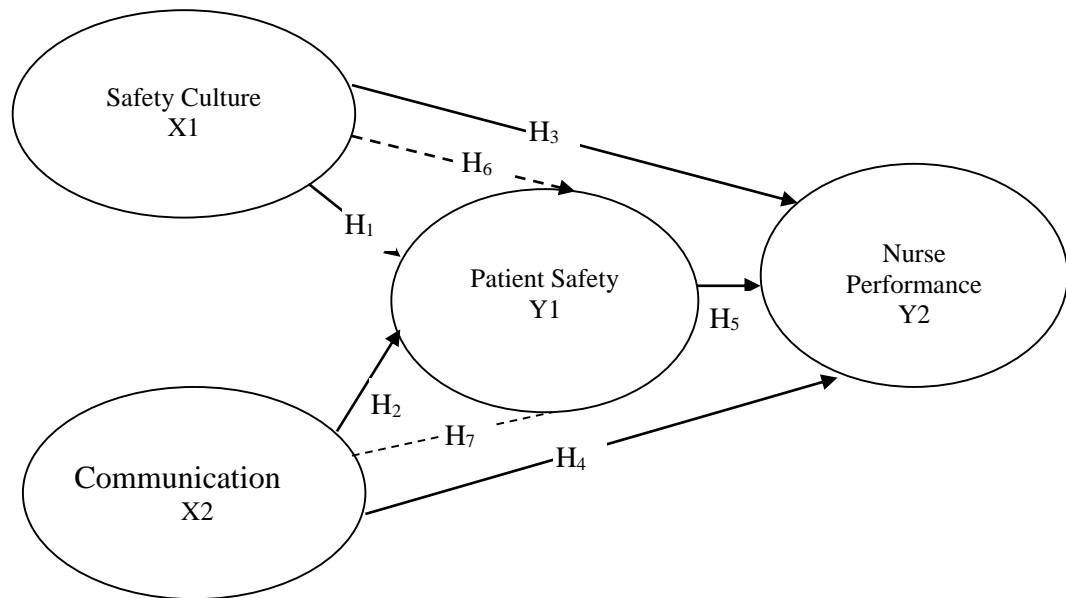 Safety Culture
X1
H₃
H₆
H₁
Patient Safety
Y1
Nurse
Performance
Y2
H₅
H₂
H₇
H₄
Communication
X2